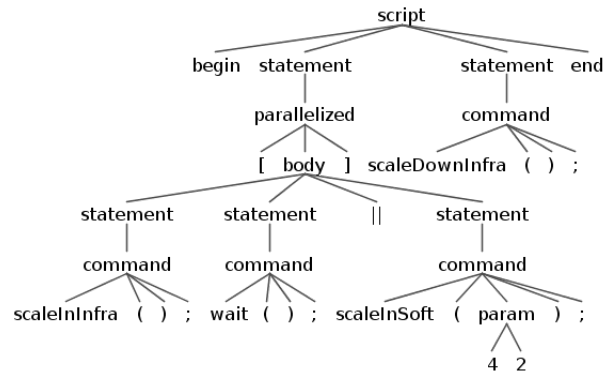 script
begin statement statement end
parallelized command
[ body ] scaleDownInfra ( ) ;
statement statement || statement
command command command
scaleInInfra ( ) ; wait ( ) ; scaleInSoft ( param ) ;
4 2